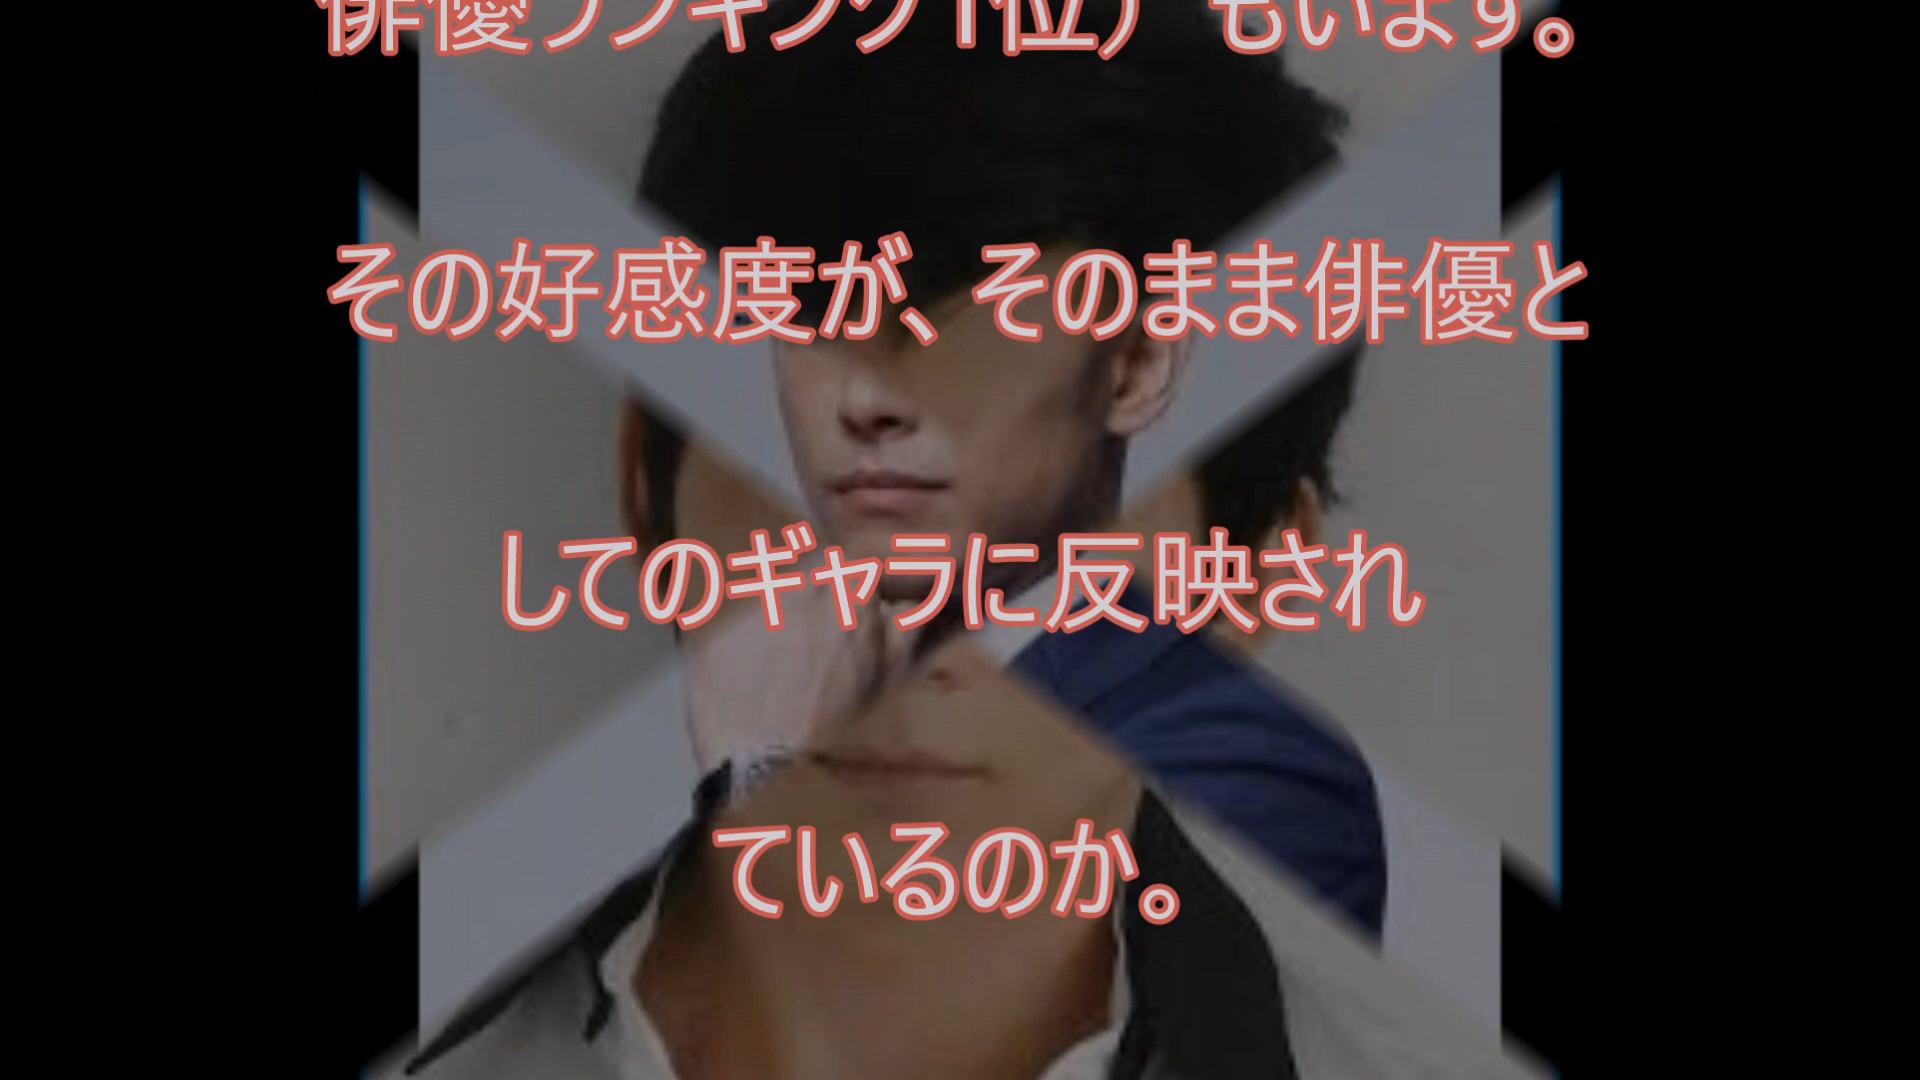 俳優ランキング1位）もいます。
その好感度が、そのまま俳優と
してのギャラに反映され
ているのか。